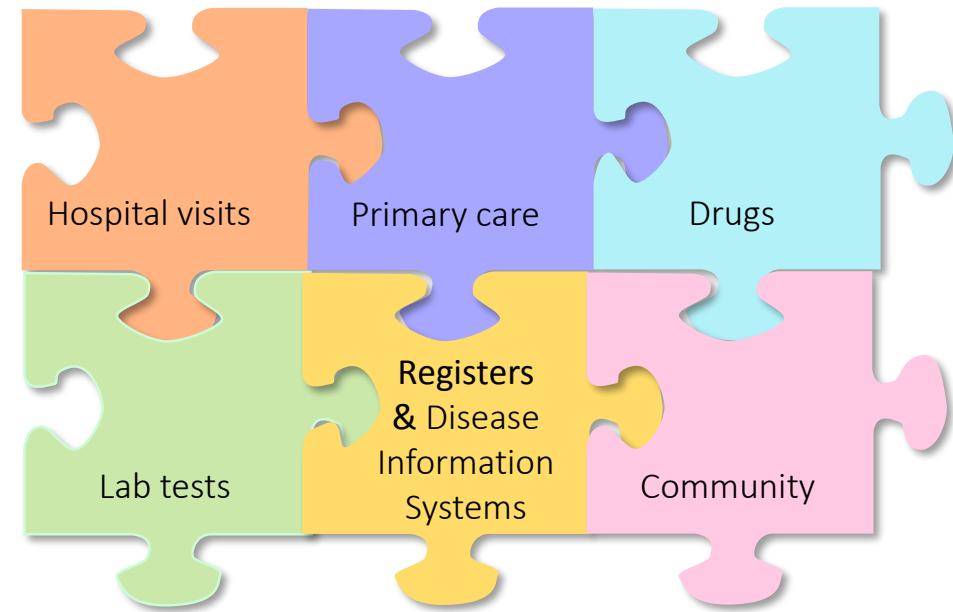 Hospital visits
Primary care
Drugs
Lab tests
Registers
& Disease
Information
Systems
Community